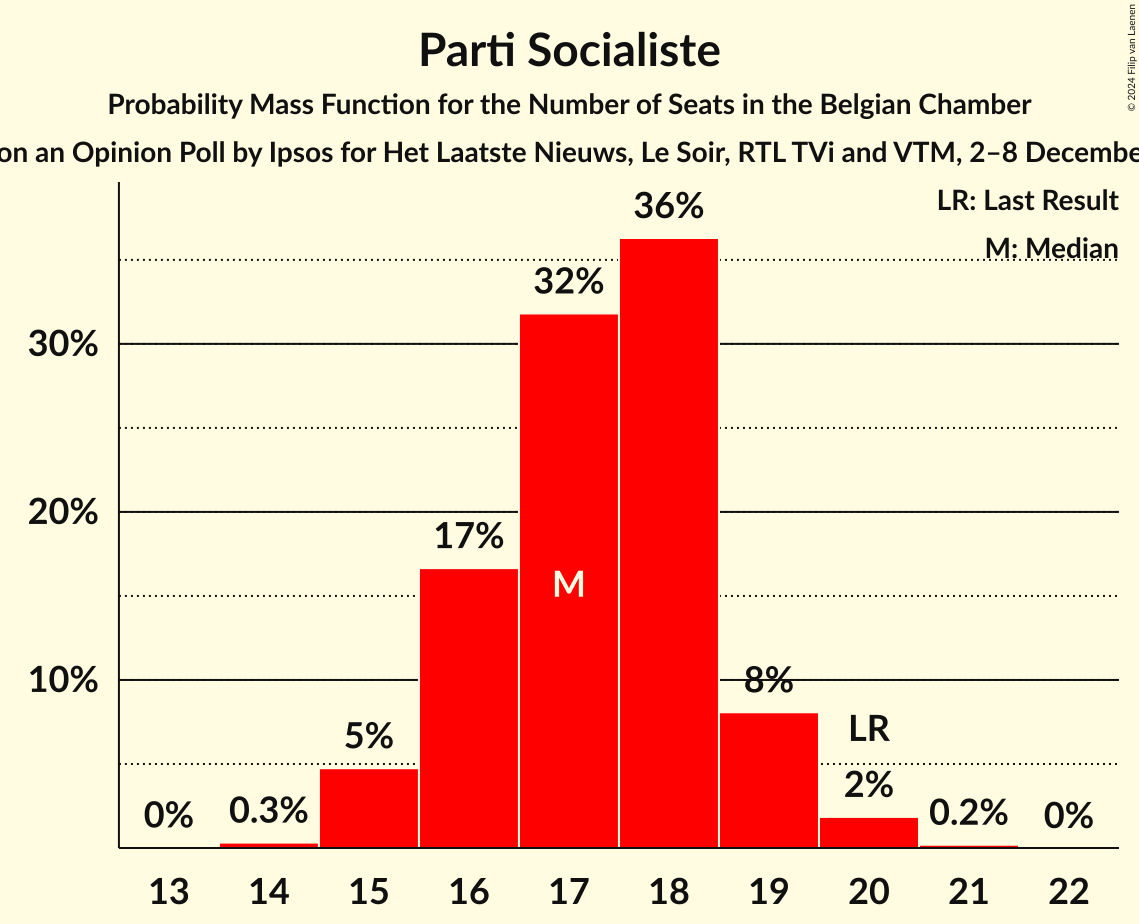 Parti Socialiste
Probability Mass Function for the Number of Seats in the Belgian Chamber
on an Opinion Poll by Ipsos for Het Laatste Nieuws, Le Soir, RTL TVi and VTM, 2–8 Decembe
© 2024 Filip van Laenen
LR: Last Result
M: Median
36%
32%
30%
20%
17%
M
10%
8%
LR
5%
2%
0%
0.3%
0.2%
0%
13 14 15 16 17 18 19 20 21 22